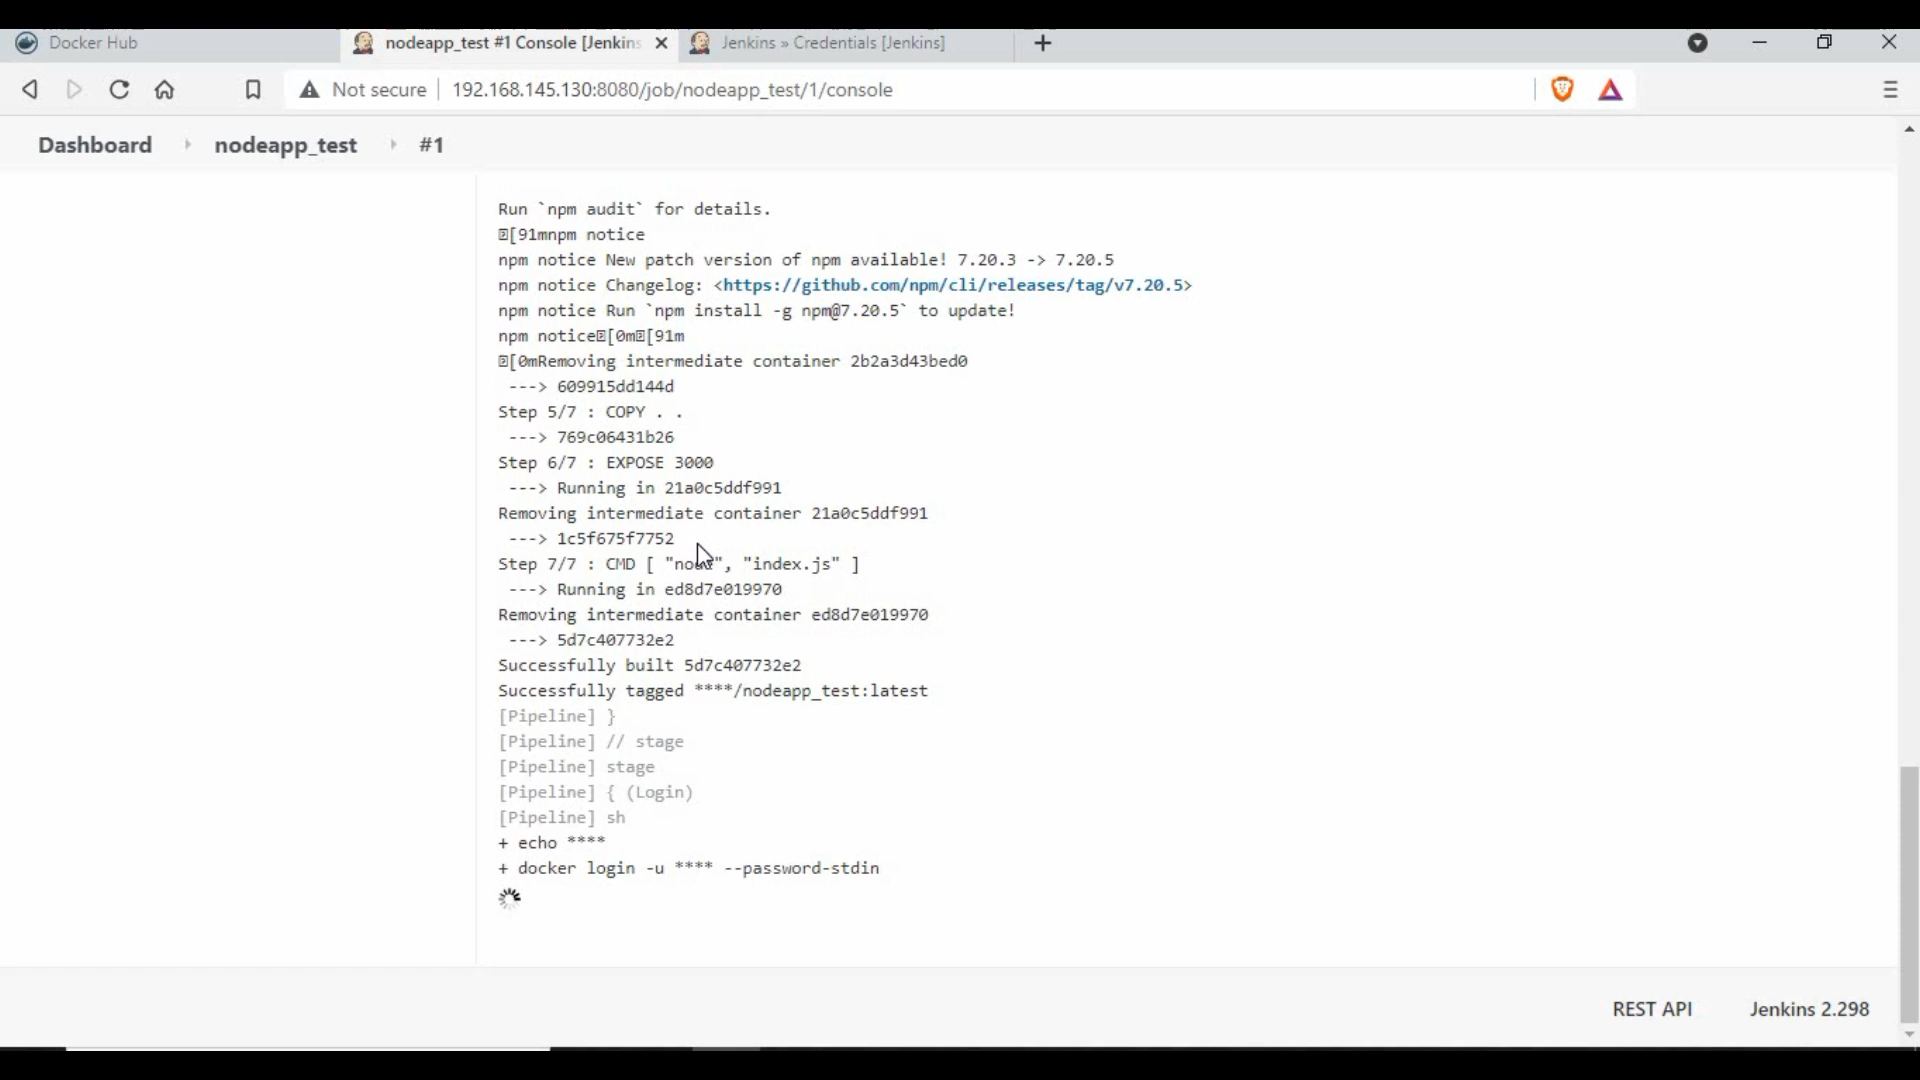 Docker Hub
nodeapp_test #1 Console [Jenkins
Jenkins » Credentials [Jenkins]
Not secure
192.168.145.130:8080/job/nodeapp_test/1/console
Dashboard
nodeapp_test
#1
Run `npm audit` for details.
[91mnpm notice
npm notice New patch version of npm available! 7.20.3 -> 7.20.5
npm notice Changelog: <https://github.com/npm/cli/releases/tag/v7.20.5>
npm notice Run `npm install -g npm@7.20.5` to update!
npm notice[0m[91m
[0mRemoving intermediate container 2b2a3d43bed0
---> 609915dd144d
Step 5/7 : COPY . .
---> 769c06431b26
Step 6/7 : EXPOSE 3000
---> Running in 21a0c5ddf991
Removing intermediate container 21a0c5ddf991
---> 1c5f675f7752
Step 7/7 : CMD [ "node", "index.js" ]
---> Running in ed8d7e019970
Removing intermediate container ed8d7e019970
---> 5d7c407732e2
Successfully built 5d7c407732e2
Successfully tagged ****/nodeapp_test:latest
[Pipeline] }
[Pipeline] // stage
[Pipeline] stage
[Pipeline] { (Login)
[Pipeline] sh
+ echo ****
+ docker login -u **** --password-stdin
REST API
Jenkins 2.298